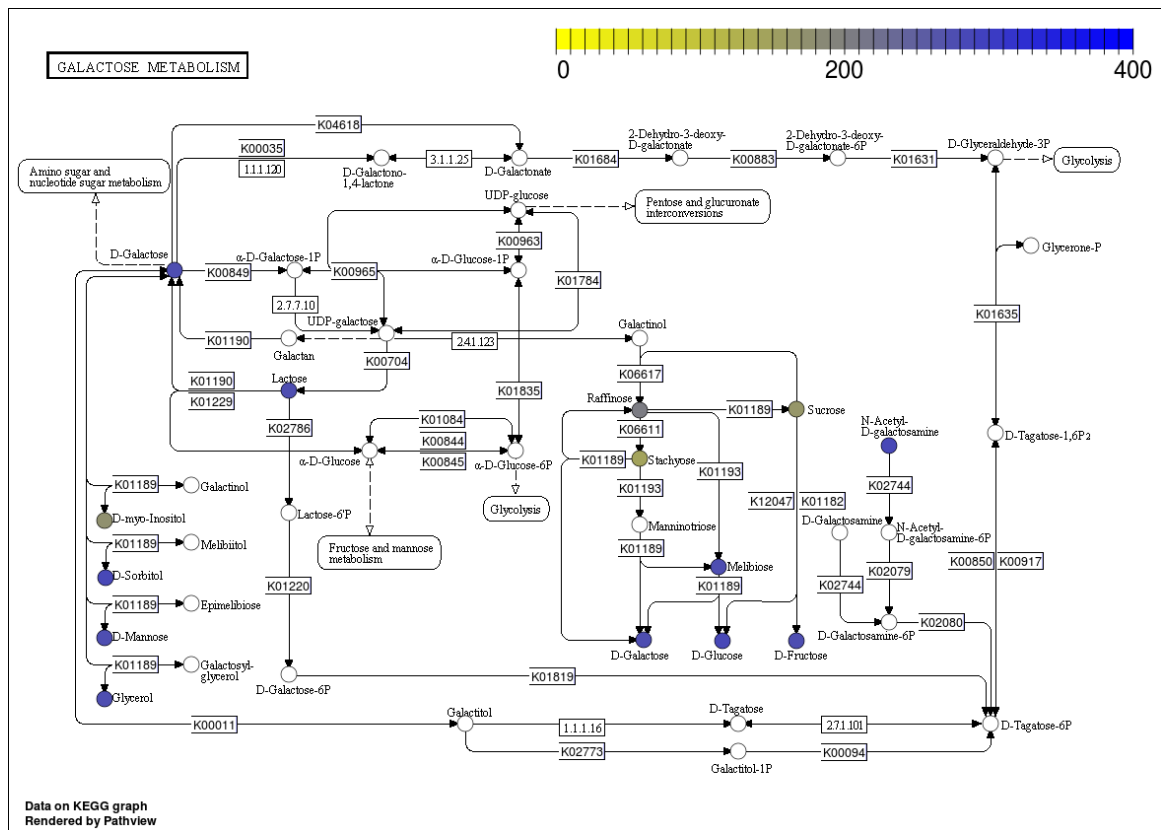 GALACTOSE METABOLISM
0
200
400
K04618
K00035
1.1.1.120
D-Galactono-
1,4-lactone
3.1.1.25
D-Galactonate
K01684
2-Dehydro-3-deoxy-
D-galactonate
K00883
2-Dehydro-3-deoxy-
D-galactonate-6P
K01631
D-Glyceraldehyde-3P
Glycolysis
Amino sugar and
nucleotide sugar metabolism
UDP-glucose
Pentose and glucuronate
interconversions
K00963
D-Galactose
K00849
α-D-Galactose-1P
K00965
α-D-Glucose-1P
K01784
Glycerone-P
2.7.7.10
K01635
UDP-galactose
K01190
Galactan
2.4.1.123
Galactinol
K00704
K01190
K01229
Lactose
K01835
K06617
K02786
K01084
K00844
K00845
α-D-Glucose
α-D-Glucose-6P
Glycolysis
Raffinose
K01189
Sucrose
K06611
K01189
Stachyose
K01193
K01193
K12047
K01182
N-Acetyl-
D-galactosamine
D-Tagatose-1,6P2
K02744
Manninotriose
D-Galactosamine
N-Acetyl-
D-galactosamine-6P
K01189
Melibiose
K01189
K02744
K02079
K00850
K00917
D-Galactosamine-6P
K02080
D-Galactose
D-Glucose
D-Fructose
Lactose-6'P
Fructose and mannose
metabolism
K01220
K01189
Galactinol
D-myo-Inositol
K01189
Melibiitol
D-Sorbitol
K01189
Epimelibiose
D-Mannose
K01189
Galactosyl-
glycerol
Glycerol
D-Galactose-6P
K01819
K00011
Galactitol
1.1.1.16
D-Tagatose
2.7.1.101
D-Tagatose-6P
K02773
Galactitol-1P
K00094
Data on KEGG graph
Rendered by Pathview